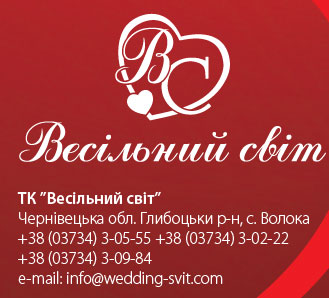 ВС
Весільний світ
ТК "Весільний світ"
Чернівецька обл. Глибоцьки р-н, с. Волока
+38 (03734) 3-05-55 +38 (03734) 3-02-22
+38 (03734) 3-09-84
e-mail: info@wedding-svit.com